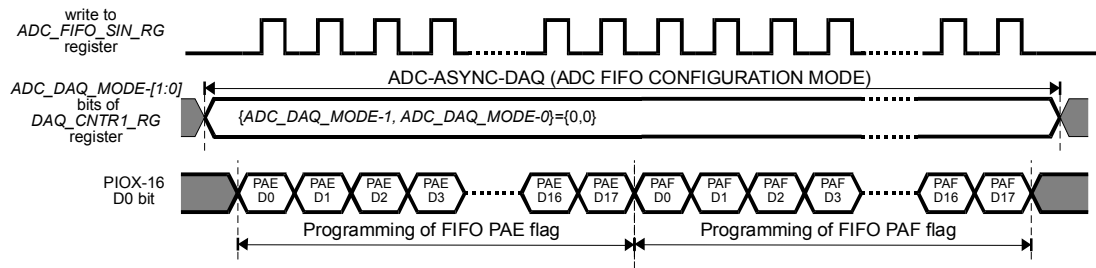 write to
ADC_FIFO_SIN_RG
register
ADC-ASYNC-DAQ (ADC FIFO CONFIGURATION MODE)
ADC_DAQ_MODE-[1:0]
bits of
DAQ_CNTR1_RG
register
{ADC_DAQ_MODE-1, ADC_DAQ_MODE-0}={0,0}
PIOX-16
D0 bit
PAE D0
PAE D1
PAE D2
PAE D3
PAE D16
PAE D17
PAF D0
PAF D1
PAF D2
PAF D3
PAF D16
PAF D17
Programming of FIFO PAE flag
Programming of FIFO PAF flag